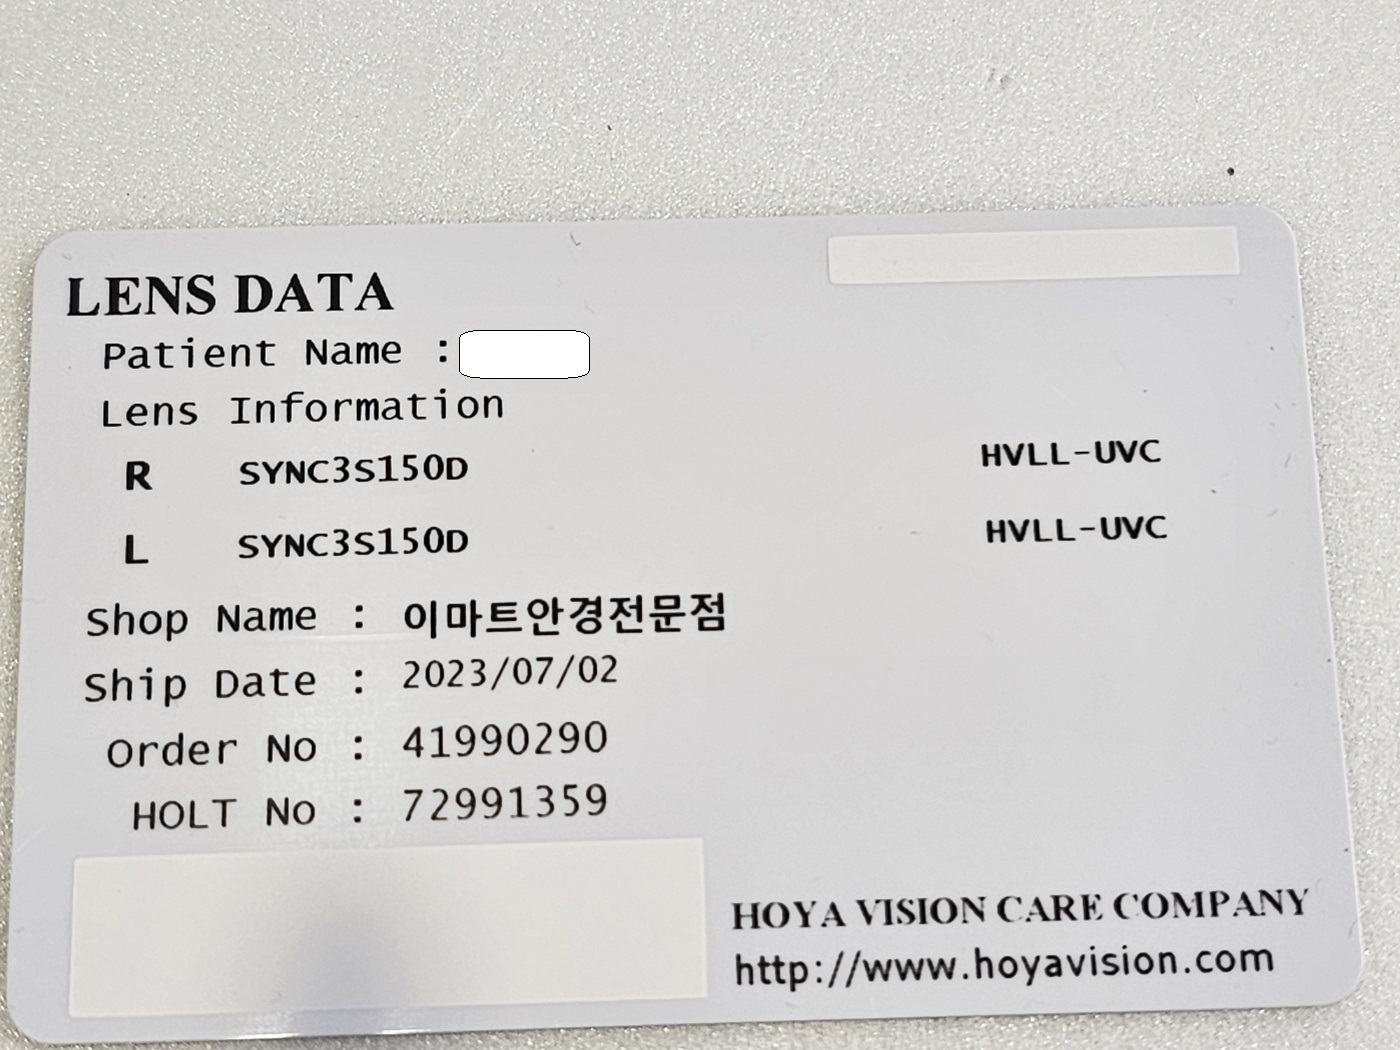 LENS DATA
Patient Name :
Lens Information
R SYNC3S150D HVLL-UVC
L SYNC3S150D HVLL-UVC
Shop Name : 이마트안경전문점
Ship Date : 2023/07/02
Order No : 41990290
HOLT No : 72991359
HOYA VISION CARE COMPANY
http://www.hoyavision.com